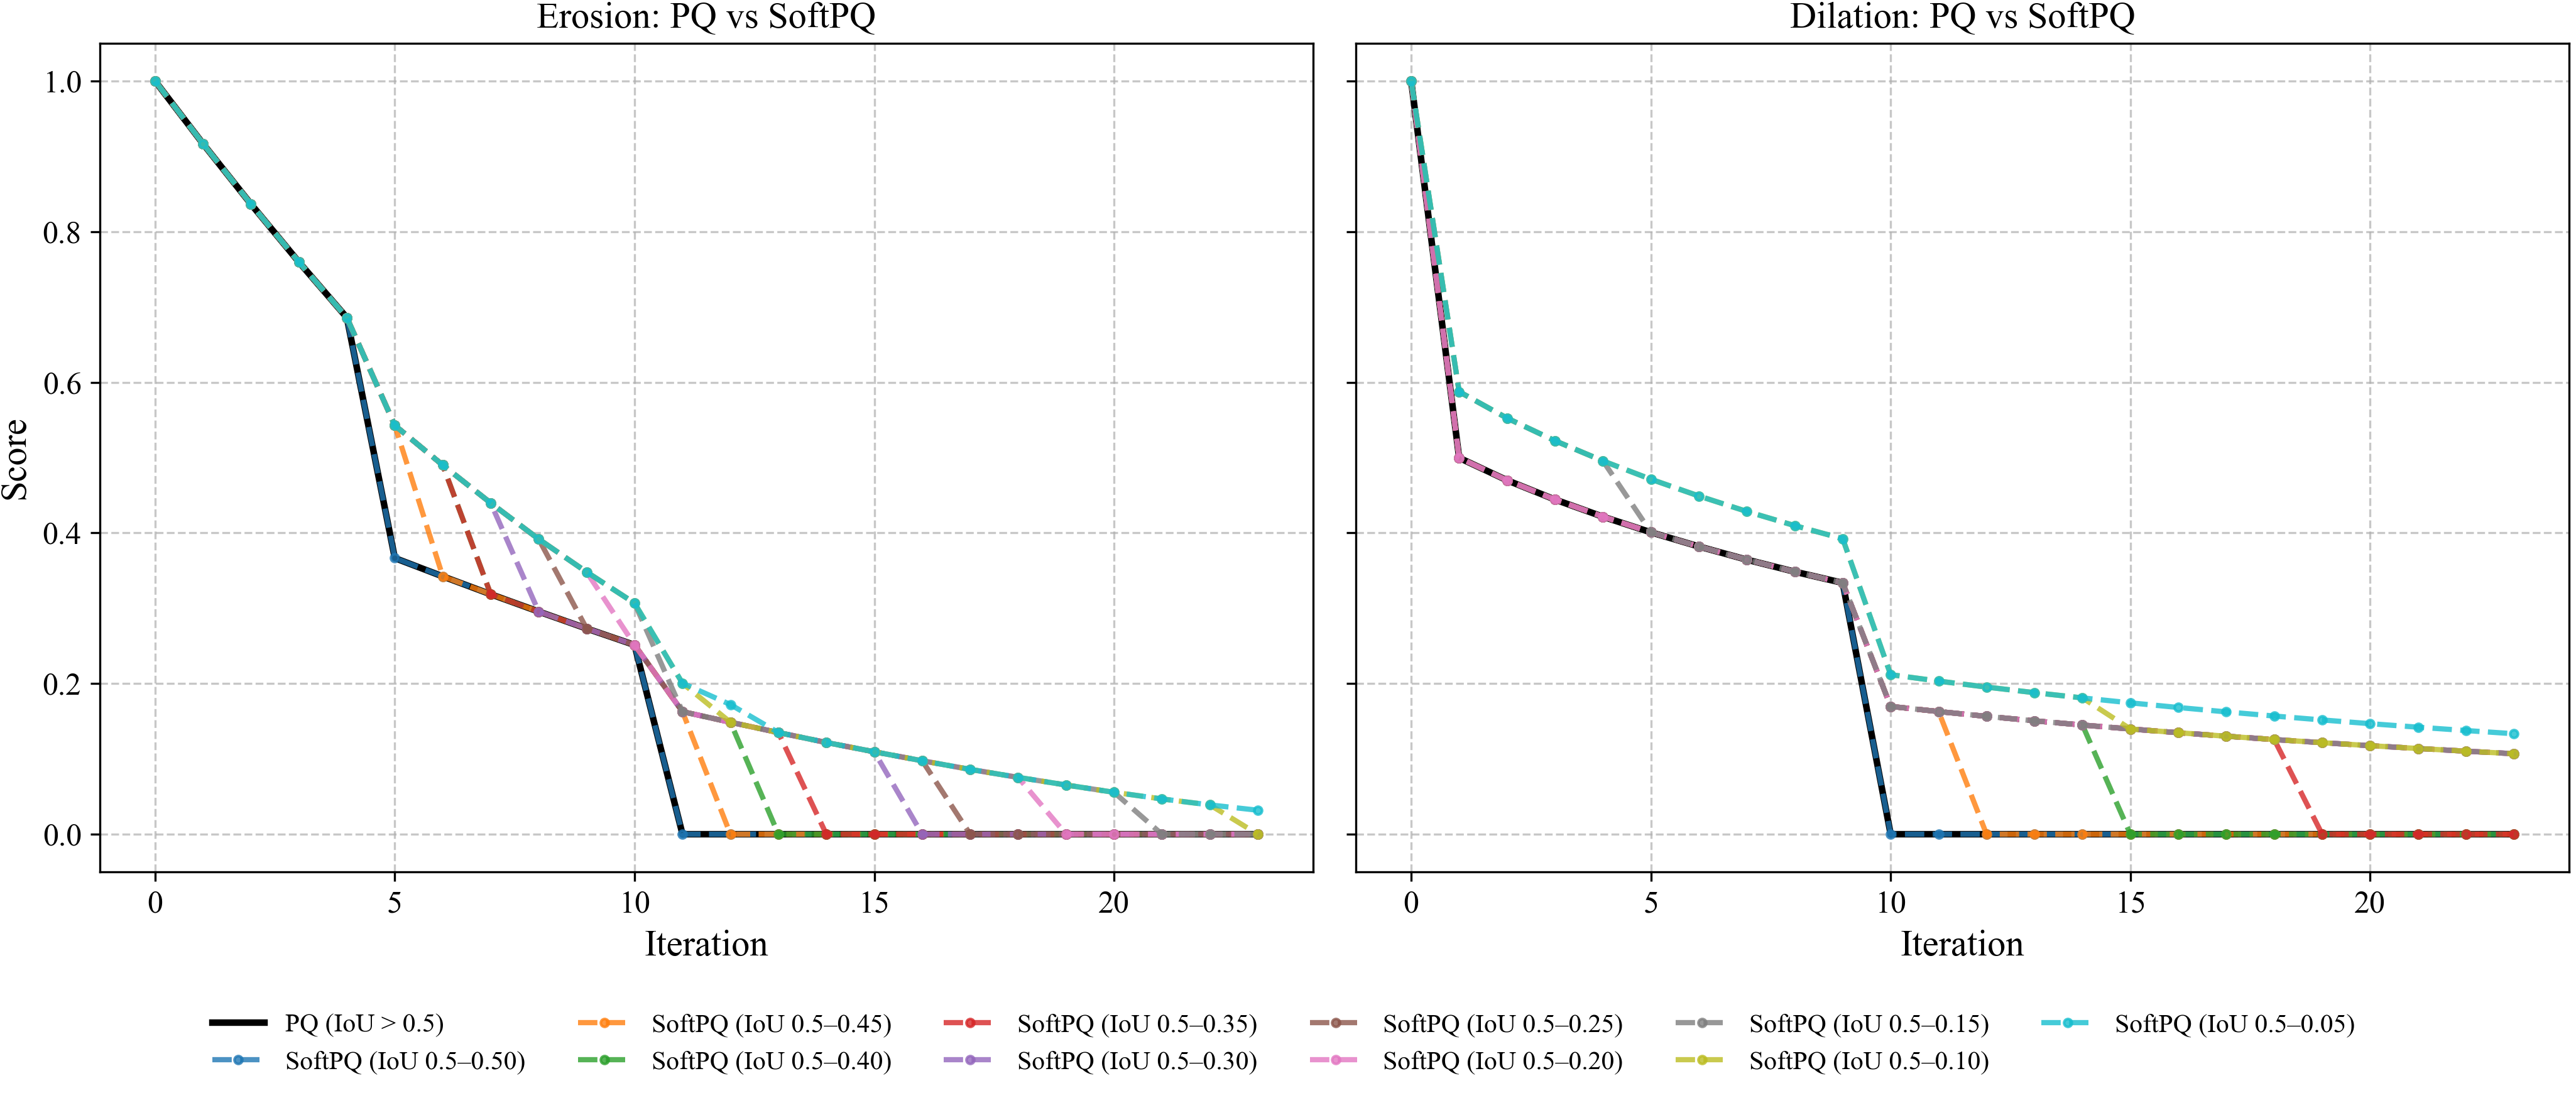 Erosion: PQ vs SoftPQ
Dilation: PQ vs SoftPQ
Score
1.0
0.8
0.6
0.4
0.2
0.0
0 5 10 15 20
0 5 10 15 20
Iteration
Iteration
PQ (IoU > 0.5)
SoftPQ (IoU 0.5–0.50)
SoftPQ (IoU 0.5–0.45)
SoftPQ (IoU 0.5–0.40)
SoftPQ (IoU 0.5–0.35)
SoftPQ (IoU 0.5–0.30)
SoftPQ (IoU 0.5–0.25)
SoftPQ (IoU 0.5–0.20)
SoftPQ (IoU 0.5–0.15)
SoftPQ (IoU 0.5–0.10)
SoftPQ (IoU 0.5–0.05)